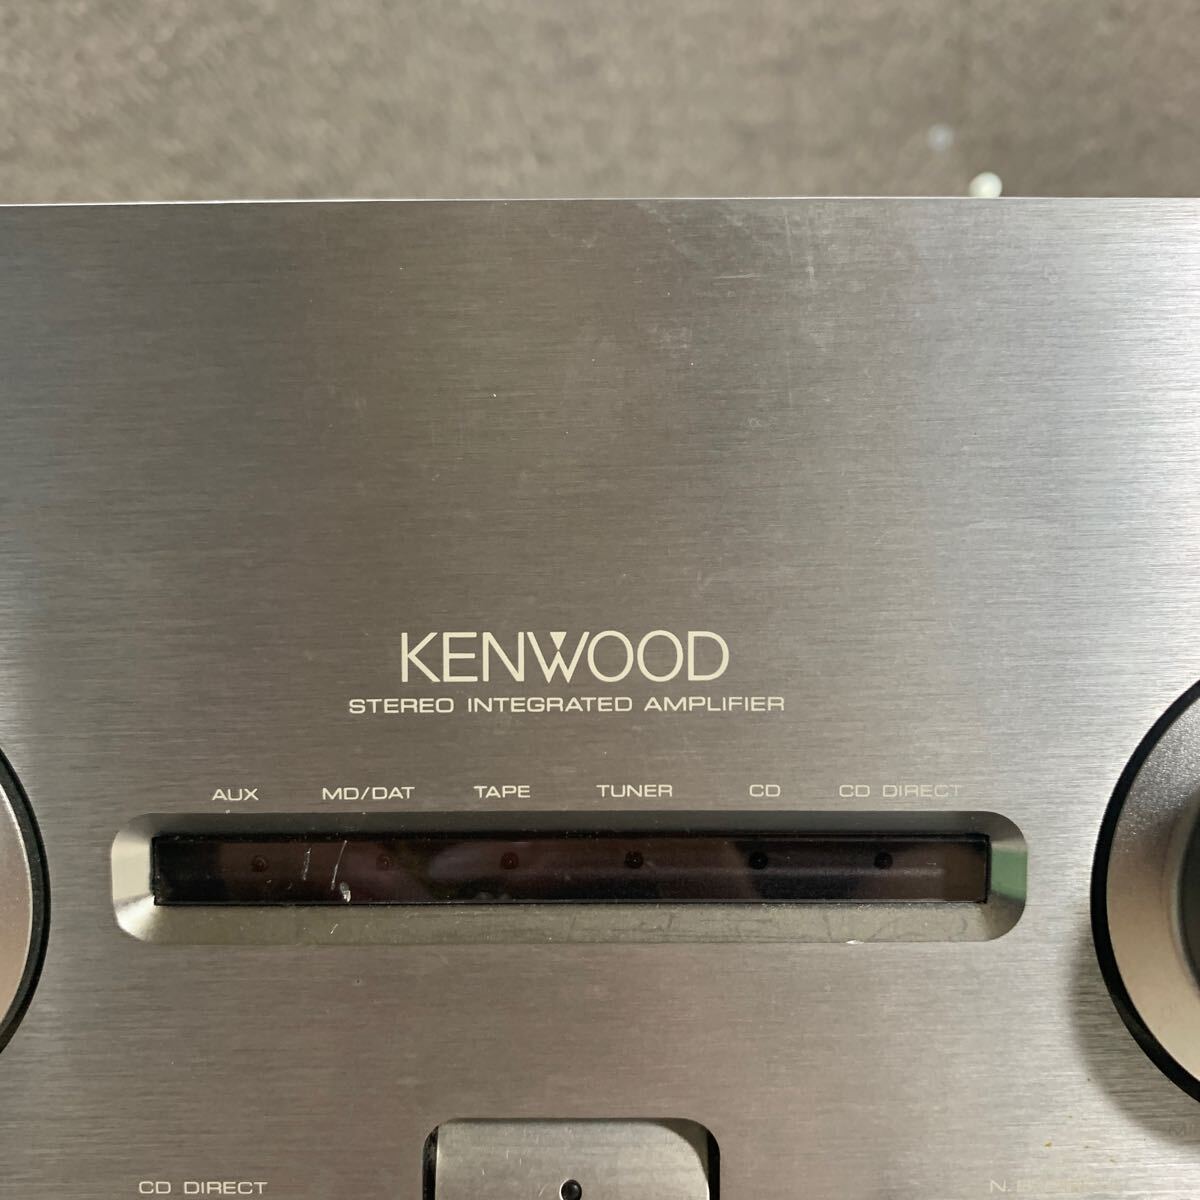 KENWOOD
STEREO INTEGRATED AMPLIFIER
AUX MD/DAT TAPE TUNER CD CD DIRECT
CD DIRECT